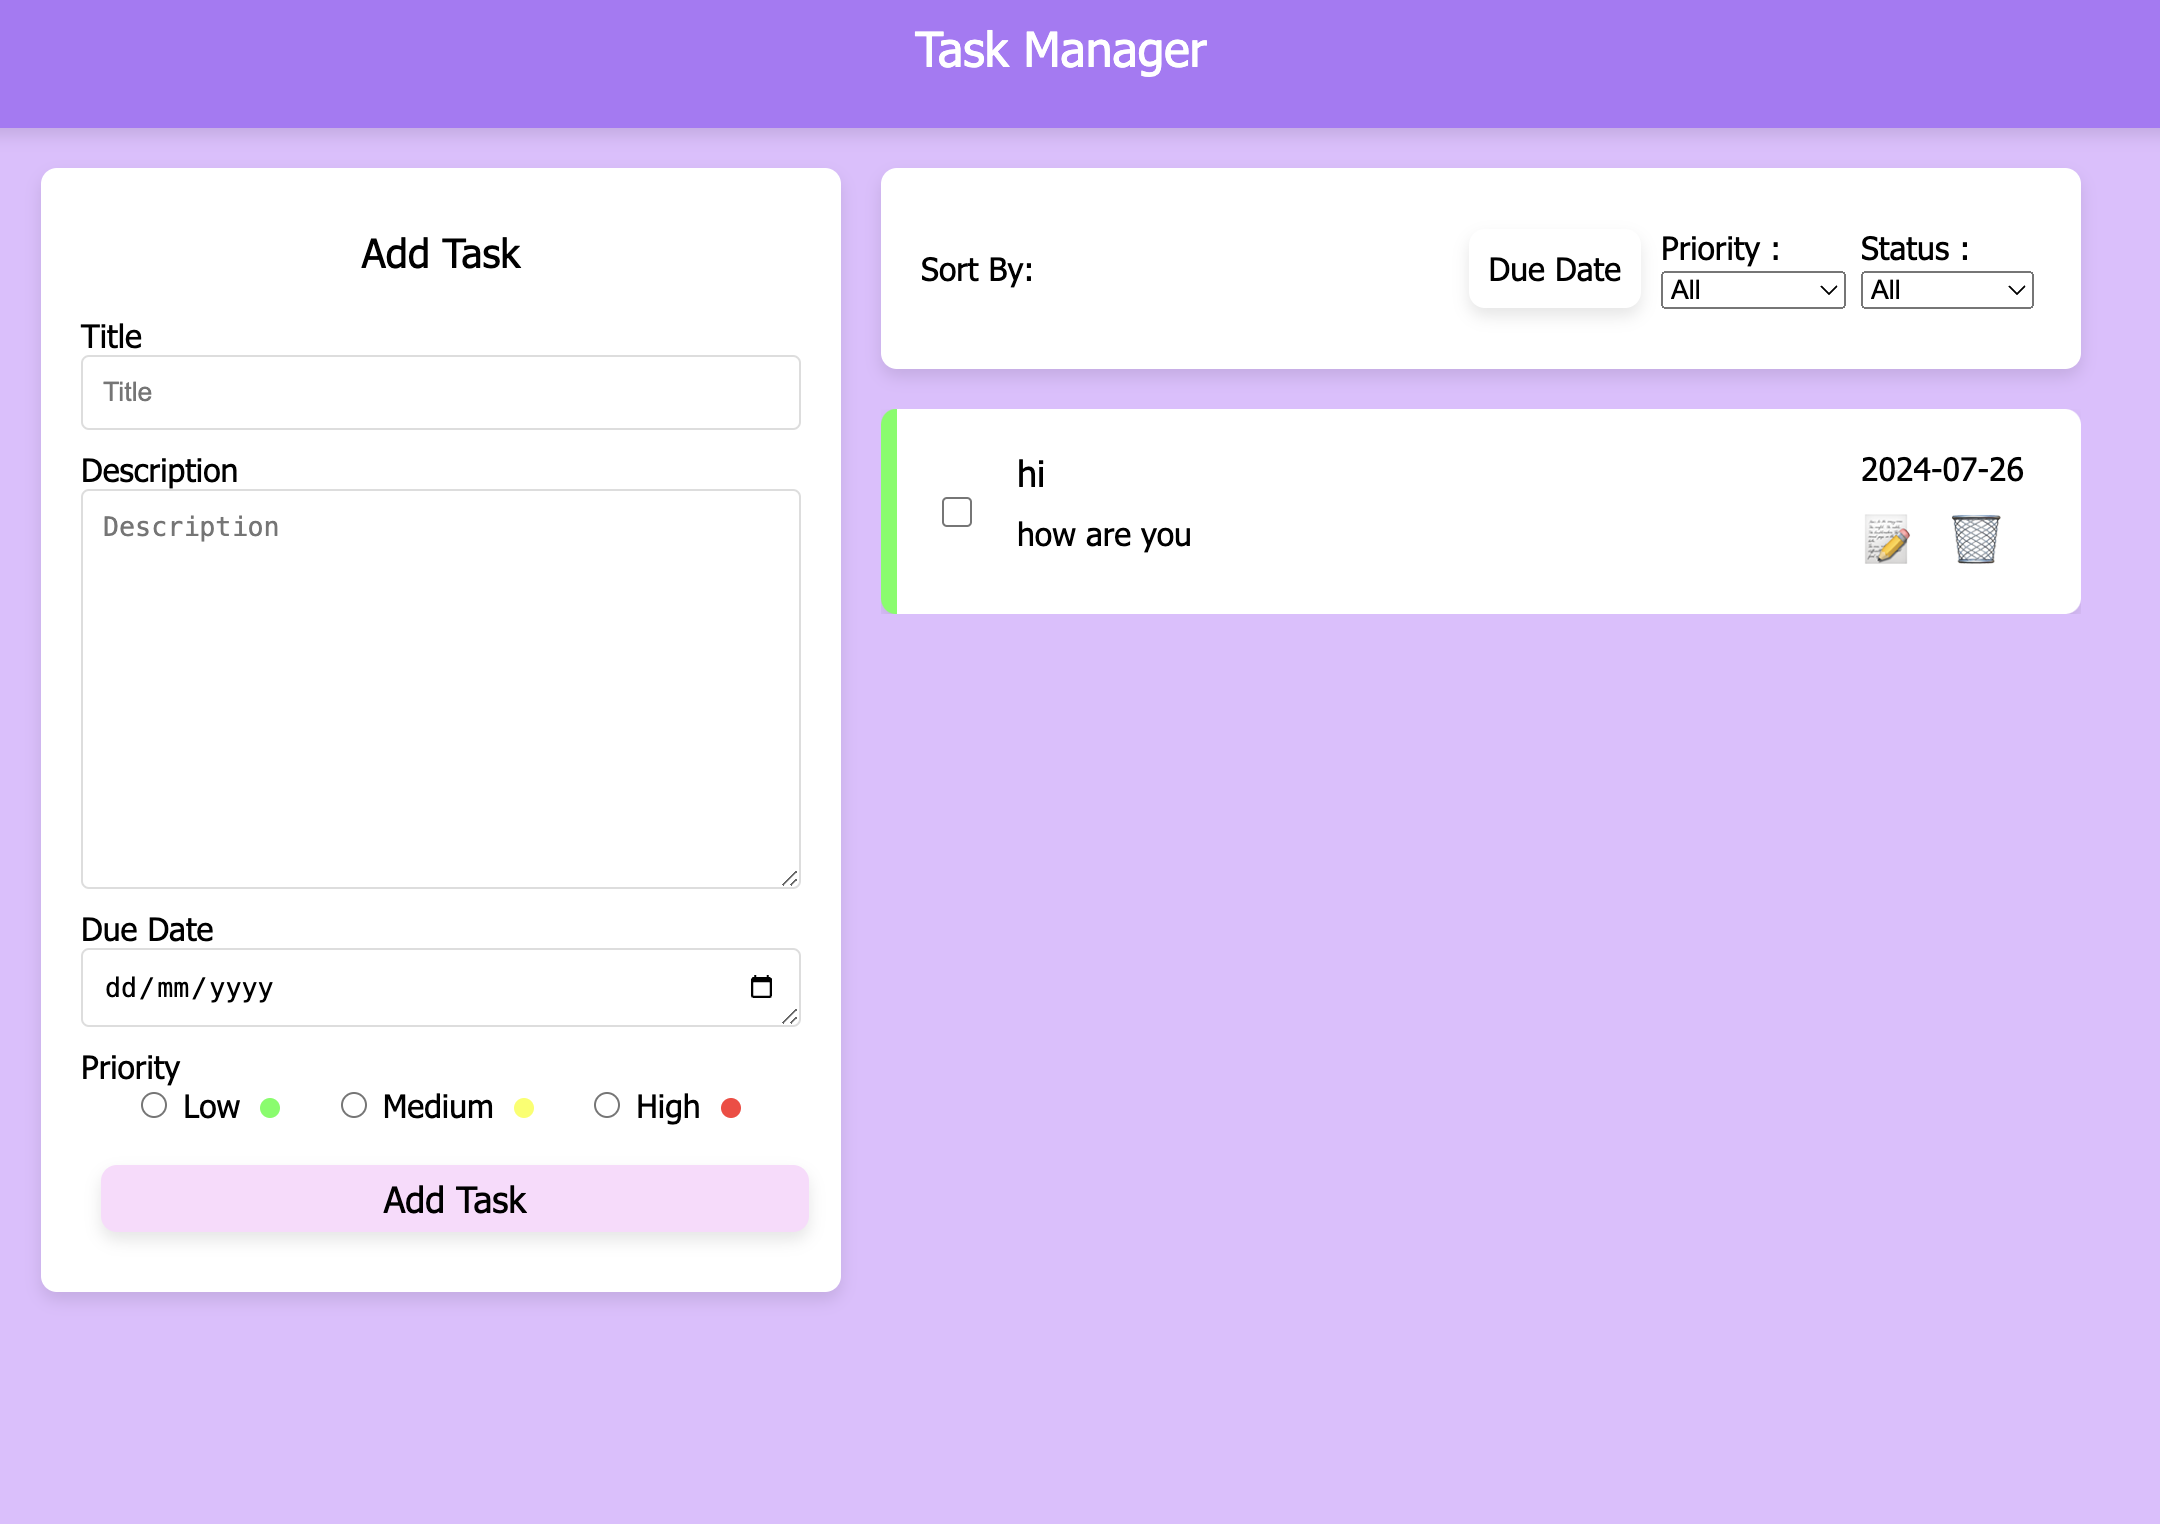 Task Manager
Add Task
Title
Title
Description
Description
Due Date
dd/mm/yyyy
Priority
Low
Medium
High
Add Task
Sort By:
Due Date
Priority :
All
Status :
All
hi
how are you
2024-07-26